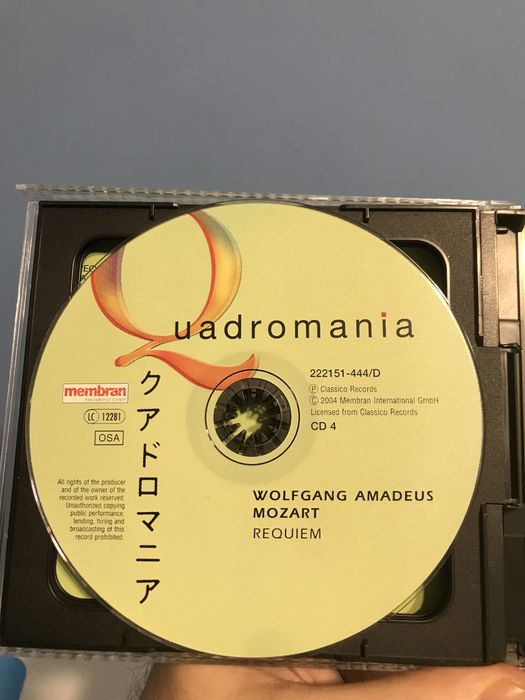 Quadromania
クアドロマニア
membran
International GmbH
LC 12281
OSA
222151-444/D
Ⓟ Classico Records
© 2004 Membran International GmbH
Licensed from Classico Records
CD 4
All rights of the producer
and of the owner of the
recorded work reserved.
Unauthorized copying
public performance,
lending, hiring and
broadcasting of this
record prohibited.
WOLFGANG AMADEUS
MOZART
REQUIEM